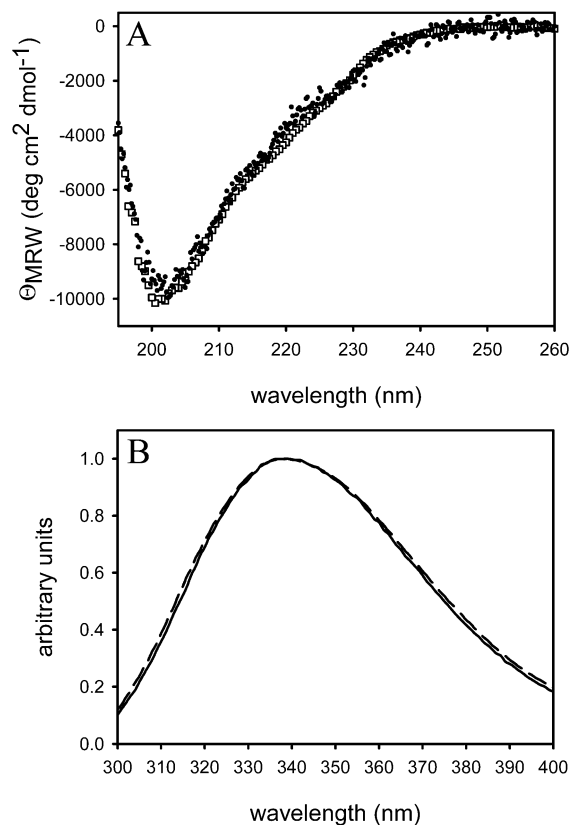 A
0
-2000
-4000
-6000
-8000
-10000
ΘMRW (deg cm2 dmol-1)
200 210 220 230 240 250 260
wavelength (nm)
B
1.0
0.8
0.6
0.4
0.2
0.0
arbitrary units
300 310 320 330 340 350 360 370 380 390 400
wavelength (nm)